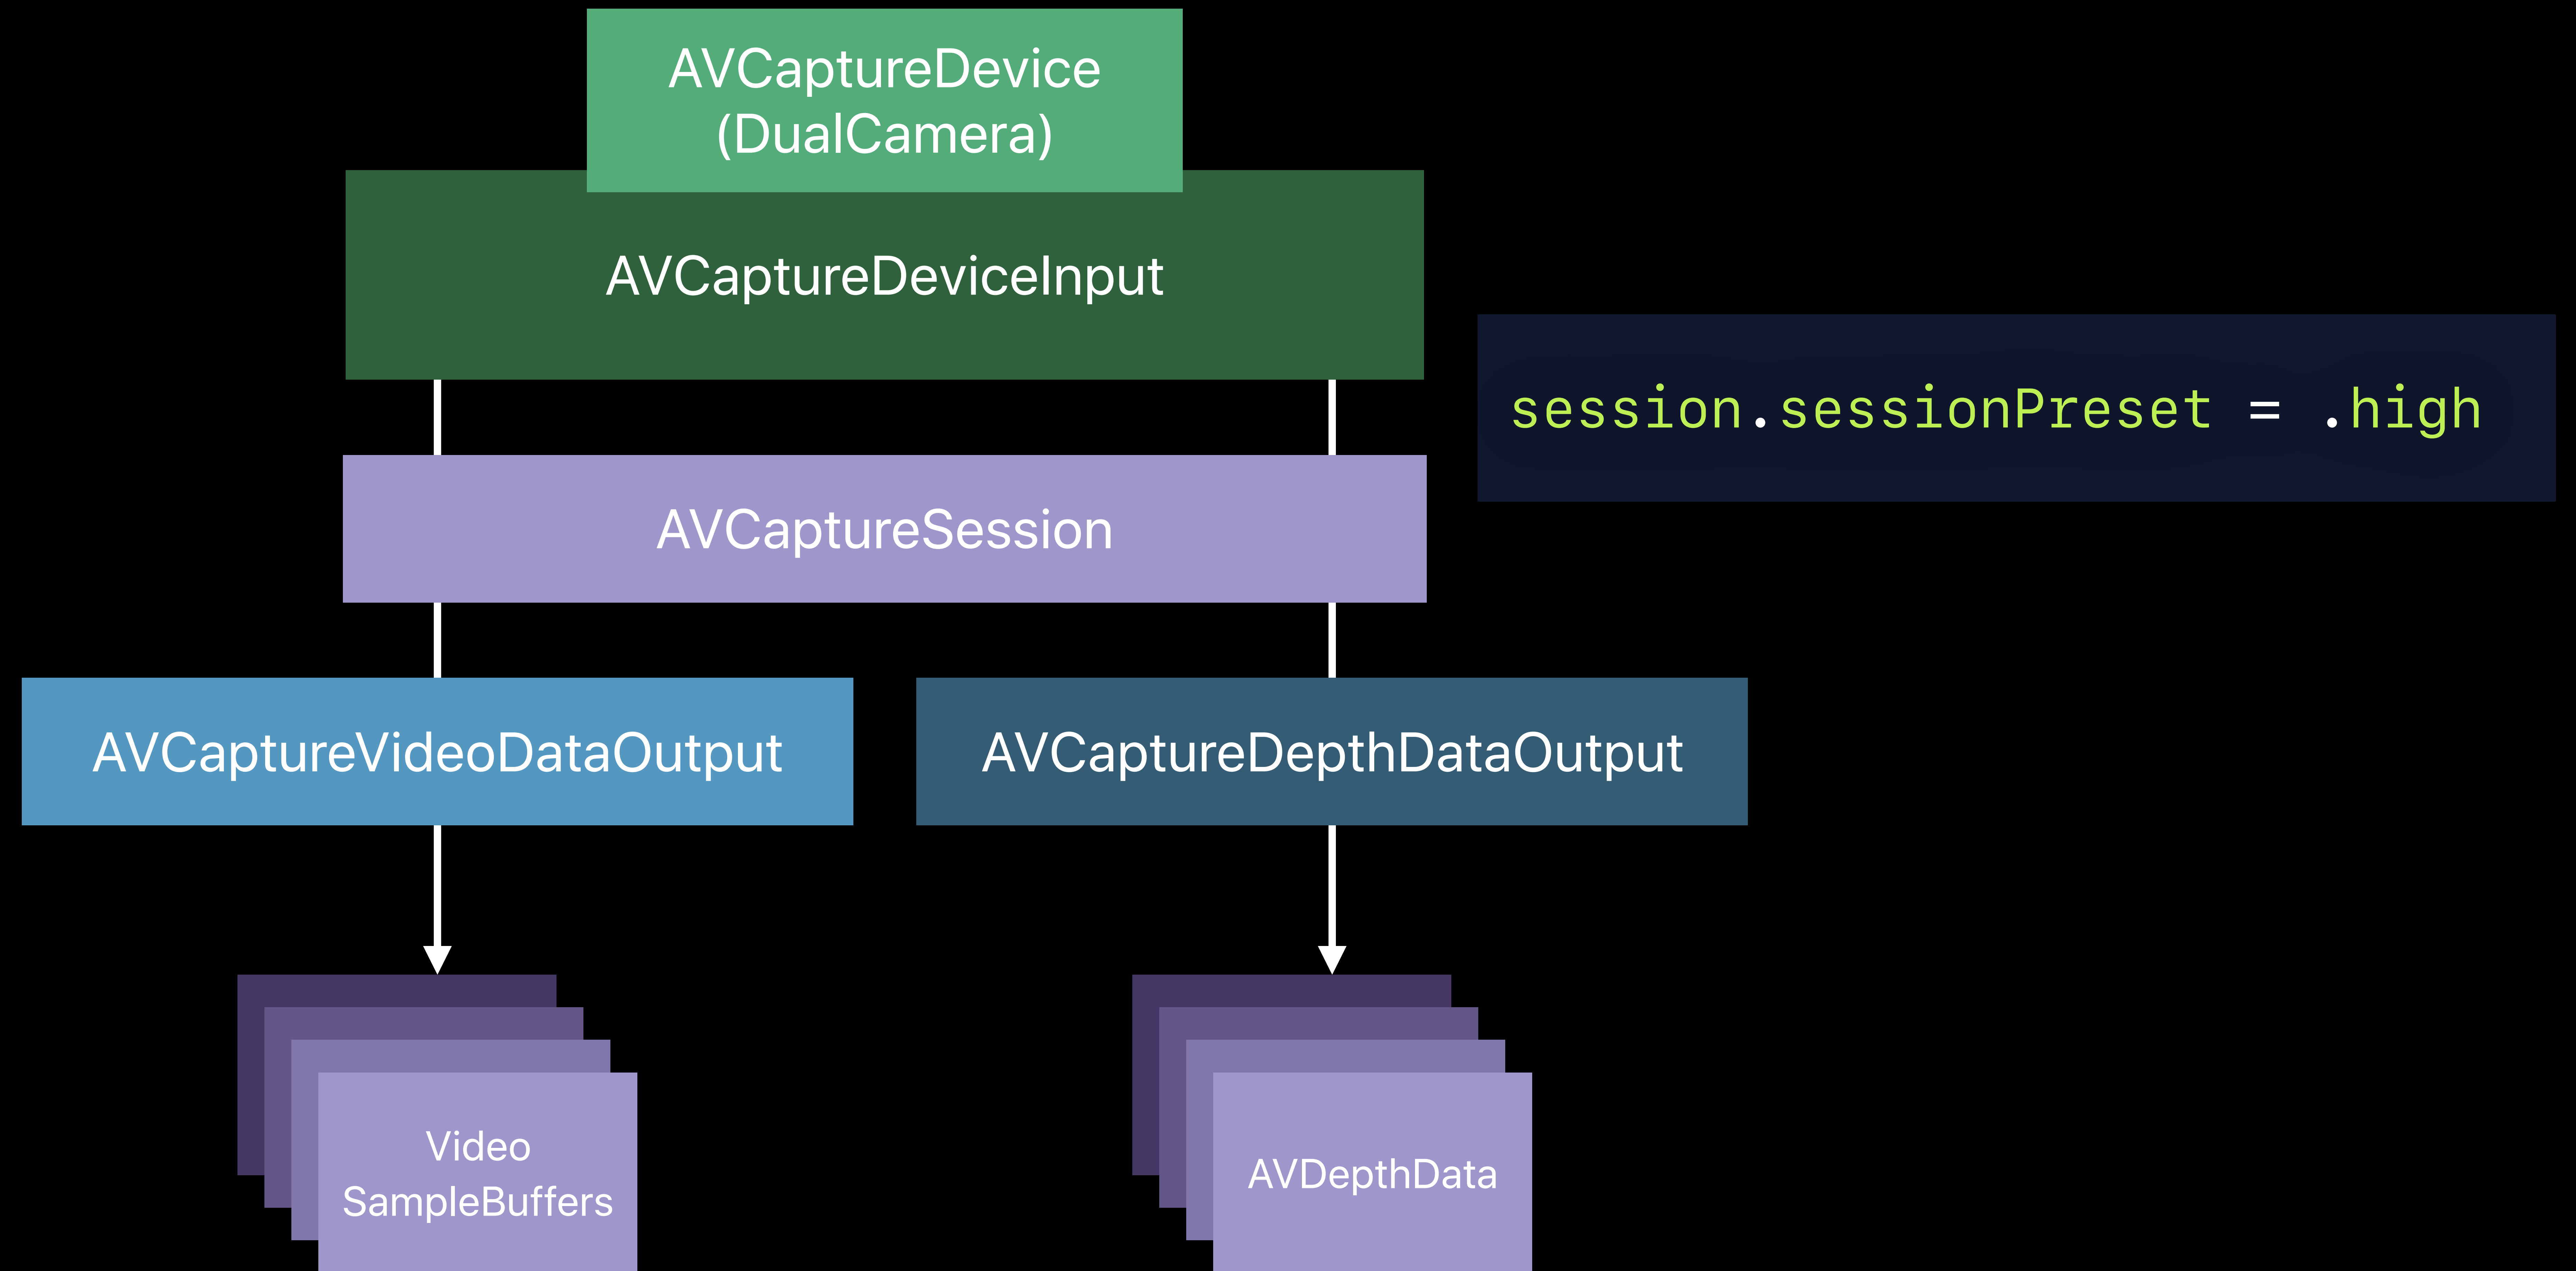 AVCaptureDevice
(DualCamera)
AVCaptureDeviceInput
session.sessionPreset = .high
AVCaptureSession
AVCaptureVideoDataOutput
AVCaptureDepthDataOutput
Video
SampleBuffers
AVDepthData